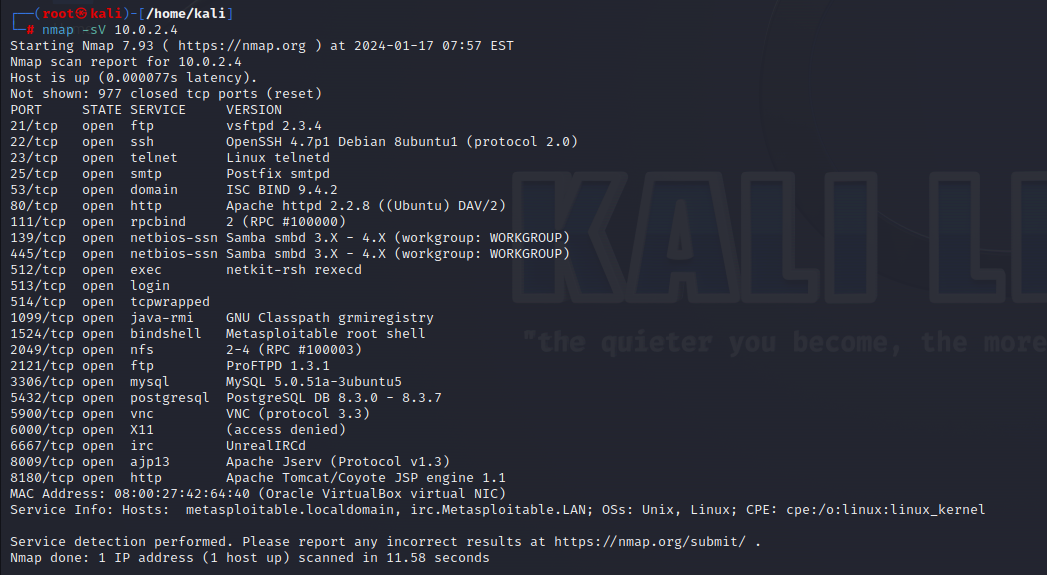 ┌──(root㉿kali)-[/home/kali]
└─# nmap -sV 10.0.2.4
Starting Nmap 7.93 ( https://nmap.org ) at 2024-01-17 07:57 EST
Nmap scan report for 10.0.2.4
Host is up (0.000077s latency).
Not shown: 977 closed tcp ports (reset)
PORT     STATE SERVICE     VERSION
21/tcp   open  ftp         vsftpd 2.3.4
22/tcp   open  ssh         OpenSSH 4.7p1 Debian 8ubuntu1 (protocol 2.0)
23/tcp   open  telnet      Linux telnetd
25/tcp   open  smtp        Postfix smtpd
53/tcp   open  domain      ISC BIND 9.4.2
80/tcp   open  http        Apache httpd 2.2.8 ((Ubuntu) DAV/2)
111/tcp  open  rpcbind     2 (RPC #100000)
139/tcp  open  netbios-ssn Samba smbd 3.X - 4.X (workgroup: WORKGROUP)
445/tcp  open  netbios-ssn Samba smbd 3.X - 4.X (workgroup: WORKGROUP)
512/tcp  open  exec        netkit-rsh rexecd
513/tcp  open  login
514/tcp  open  tcpwrapped
1099/tcp open  java-rmi    GNU Classpath grmiregistry
1524/tcp open  bindshell   Metasploitable root shell
2049/tcp open  nfs         2-4 (RPC #100003)
2121/tcp open  ftp         ProFTPD 1.3.1
3306/tcp open  mysql       MySQL 5.0.51a-3ubuntu5
5432/tcp open  postgresql  PostgreSQL DB 8.3.0 - 8.3.7
5900/tcp open  vnc         VNC (protocol 3.3)
6000/tcp open  X11         (access denied)
6667/tcp open  irc         UnrealIRCd
8009/tcp open  ajp13       Apache Jserv (Protocol v1.3)
8180/tcp open  http        Apache Tomcat/Coyote JSP engine 1.1
MAC Address: 08:00:27:42:64:40 (Oracle VirtualBox virtual NIC)
Service Info: Hosts:  metasploitable.localdomain, irc.Metasploitable.LAN; OSs: Unix, Linux; CPE: cpe:/o:linux:linux_kernel

Service detection performed. Please report any incorrect results at https://nmap.org/submit/ .
Nmap done: 1 IP address (1 host up) scanned in 11.58 seconds
KALI LI
"the quieter you become, the more